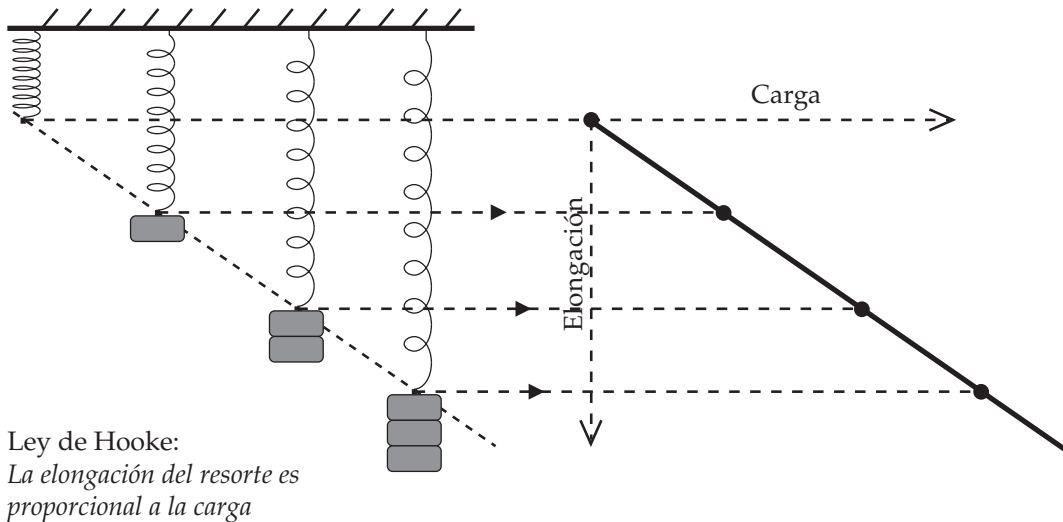 Carga
Elongación
Ley de Hooke:
La elongación del resorte es
proporcional a la carga